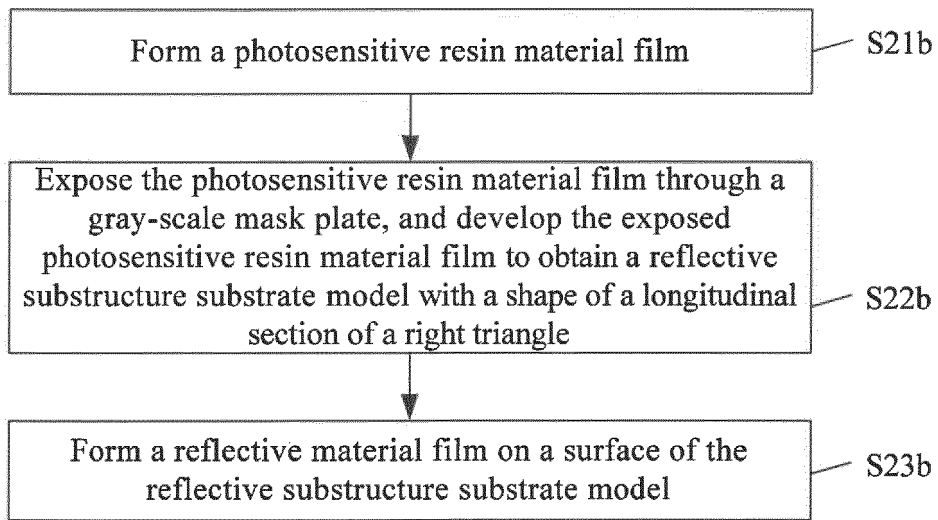 Form a photosensitive resin material film
S21b
Expose the photosensitive resin material film through a
gray-scale mask plate, and develop the exposed
photosensitive resin material film to obtain a reflective
substructure substrate model with a shape of a longitudinal
section of a right triangle
S22b
Form a reflective material film on a surface of the
reflective substructure substrate model
S23b